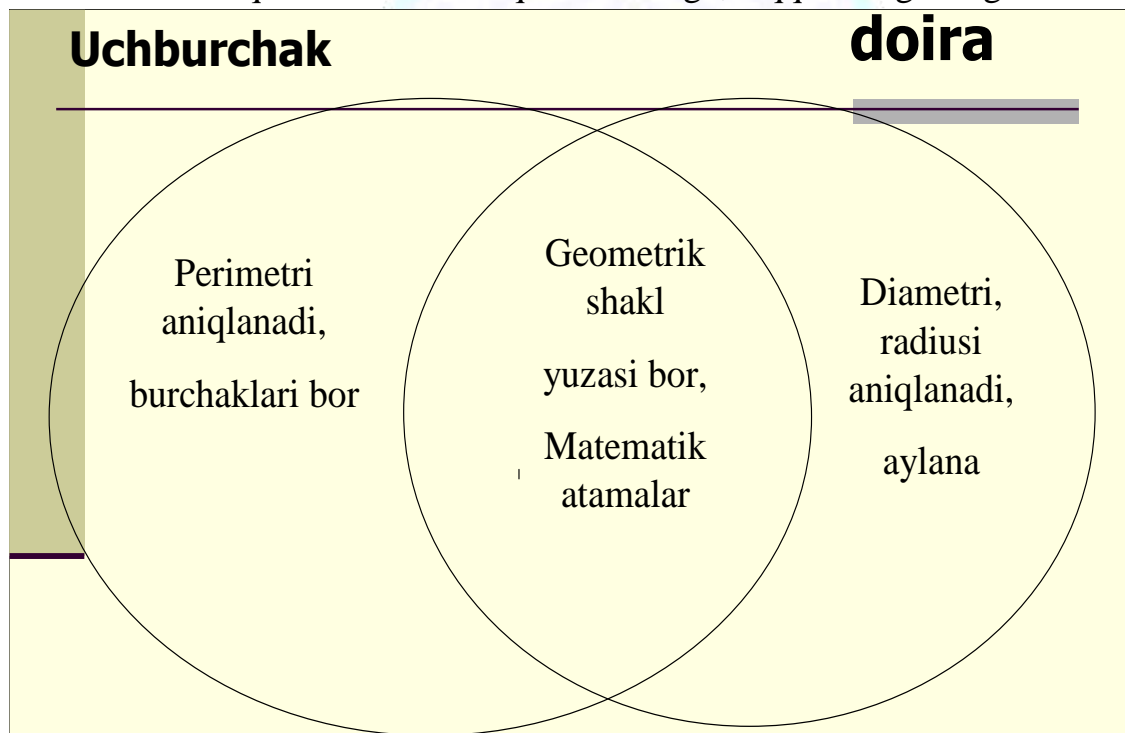 Uchburchak
doira
Perimetri
aniqlanadi,
burchaklari bor
Geometrik
shakl
yuzasi bor,
Matematik
atamalar
Diametri,
radiusi
aniqlanadi,
aylana